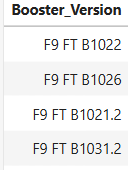 Booster_Version
F9 FT B1022
F9 FT B1026
F9 FT B1021.2
F9 FT B1031.2